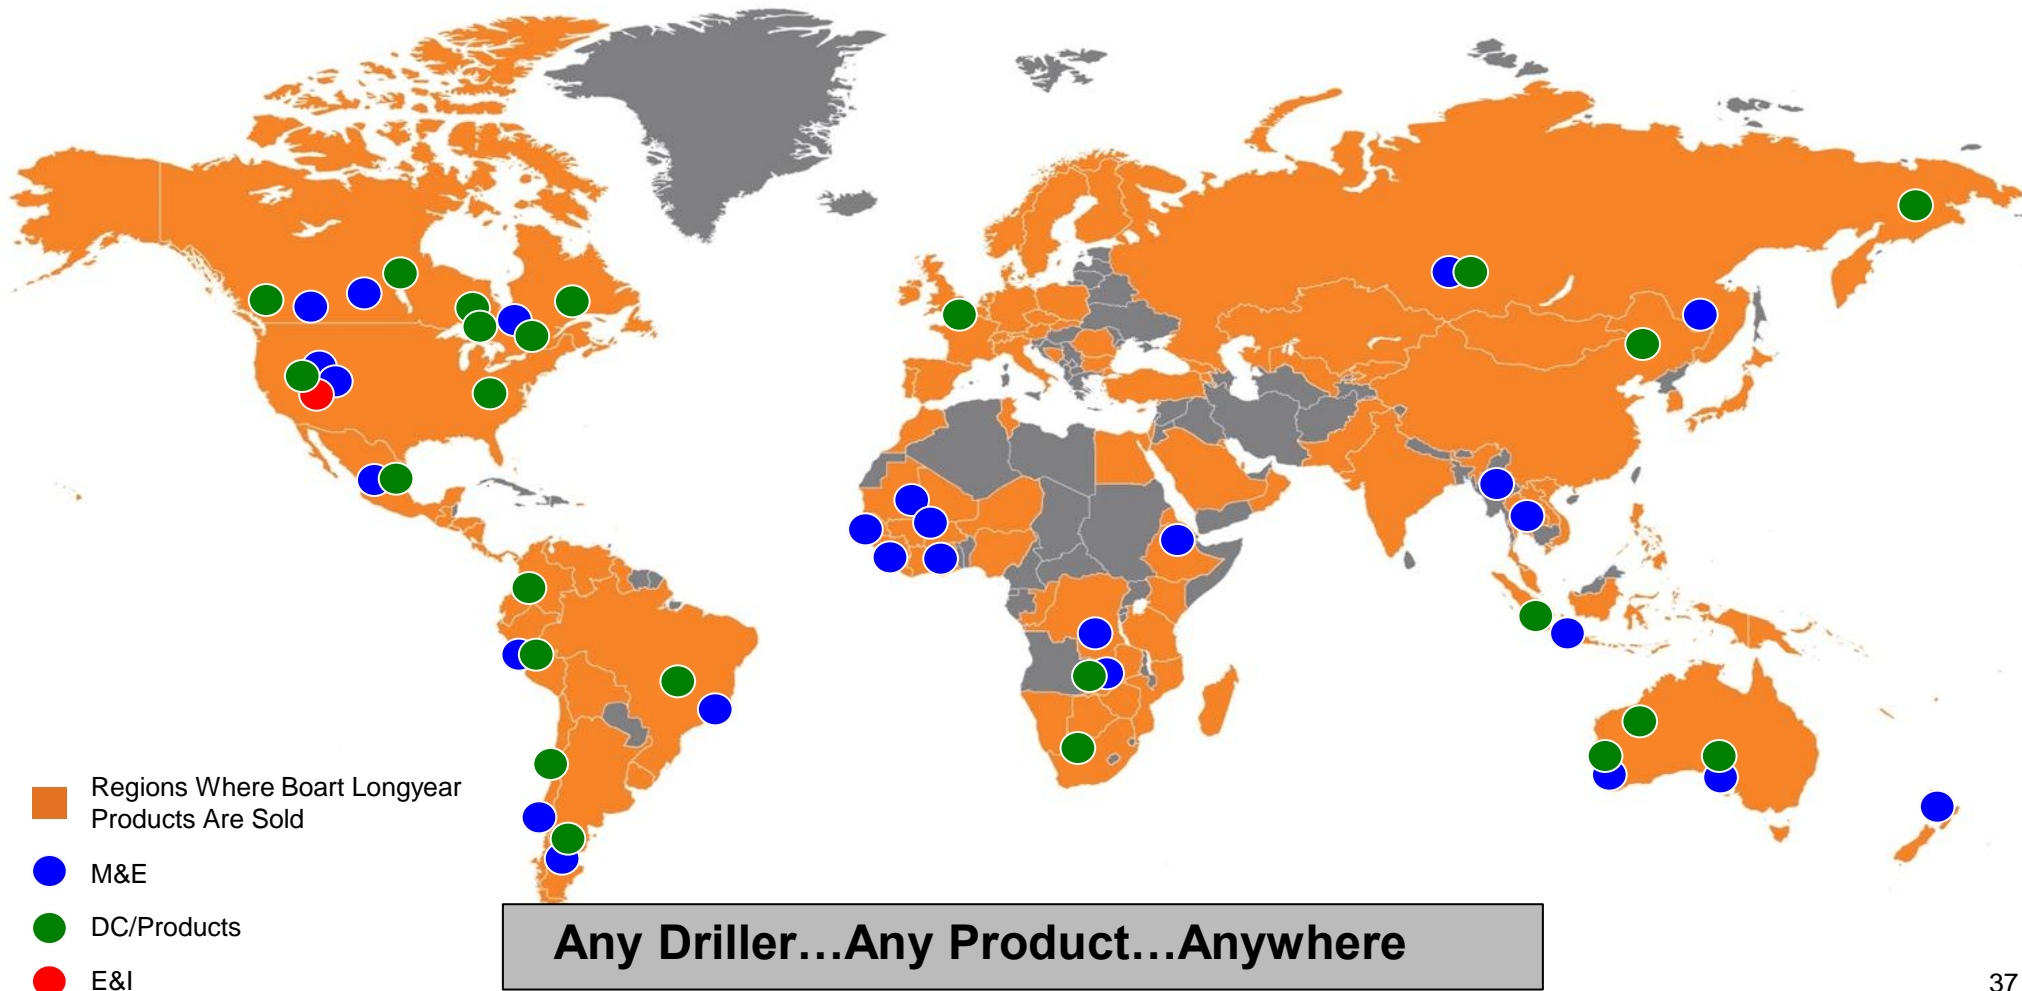 Regions Where Boart Longyear
Products Are Sold
M&E
DC/Products
E&I
Any Driller...Any Product...Anywhere
37